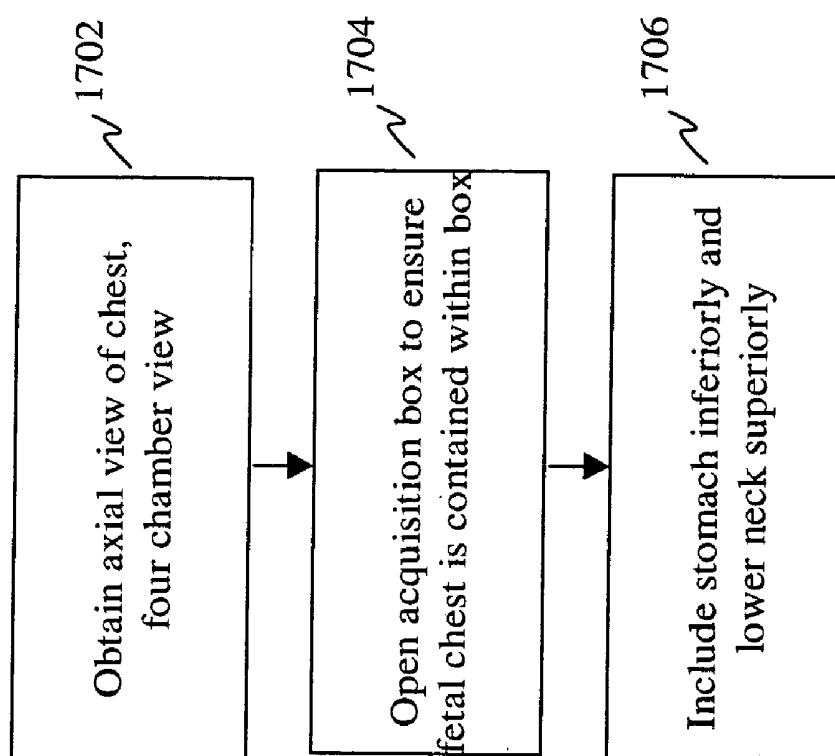 Obtain axial view of chest,
four chamber view
1702
Open acquisition box to ensure
fetal chest is contained within box
1704
Include stomach inferiorly and
lower neck superiorly
1706